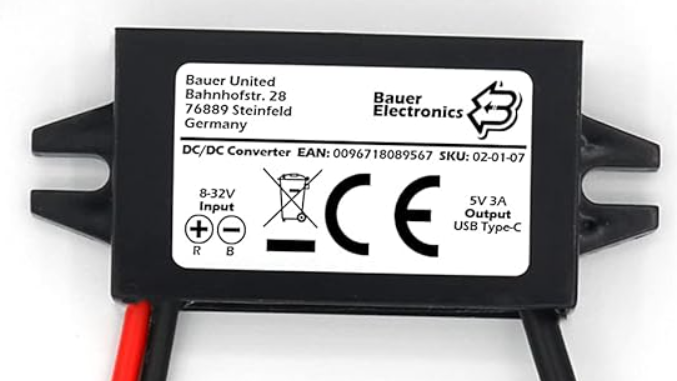 Bauer United
Bahnhofstr. 28
76889 Steinfeld
Germany
Bauer
Electronics
B
DC/DC Converter EAN: 0096718089567 SKU: 02-01-07
8-32V
Input
+ −
R B
CE
5V 3A
Output
USB Type-C